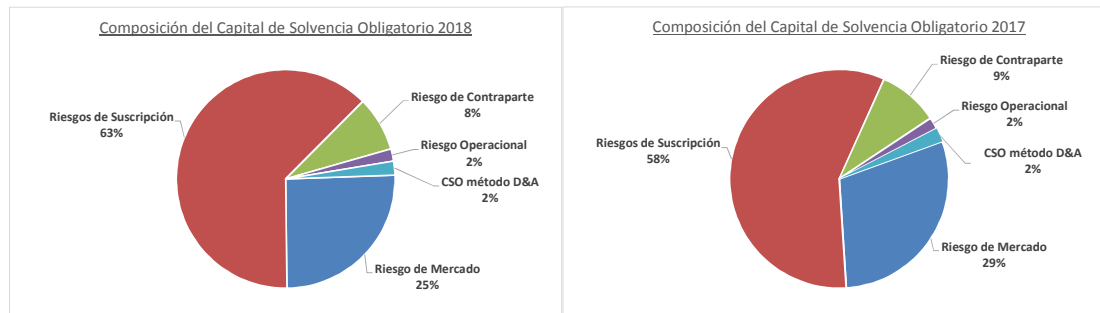 Composición del Capital de Solvencia Obligatorio 2018
Riesgo de Contraparte
8%
Riesgos de Suscripción
63%
Riesgo Operacional
2%
CSO método D&A
2%
Riesgo de Mercado
25%
Composición del Capital de Solvencia Obligatorio 2017
Riesgo de Contraparte
9%
Riesgo Operacional
2%
Riesgos de Suscripción
58%
CSO método D&A
2%
Riesgo de Mercado
29%